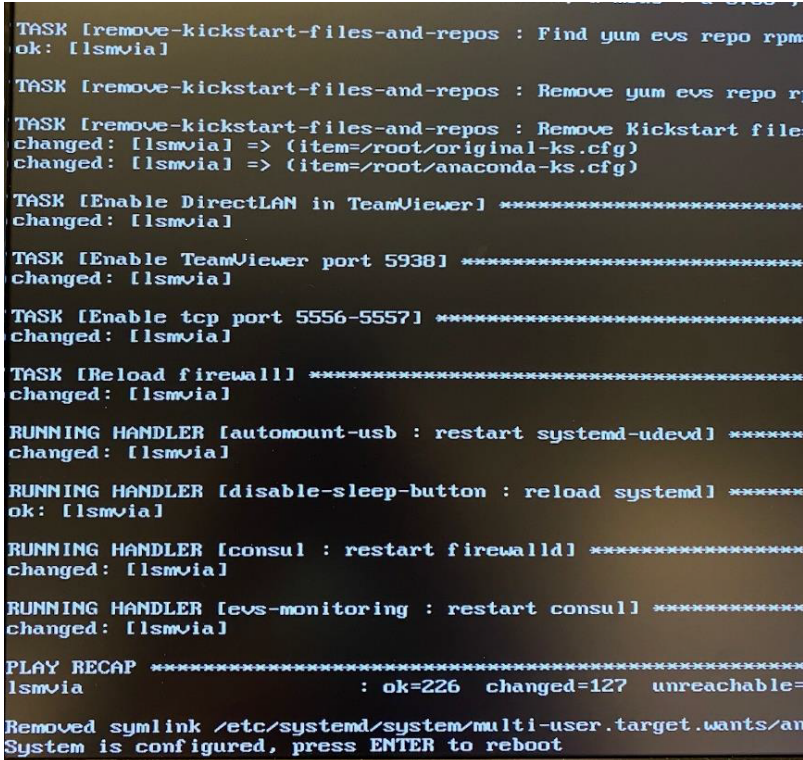 TASK [remove-kickstart-files-and-repos : Find yum evs repo rpm
ok: [lsmvia]
TASK [remove-kickstart-files-and-repos : Remove yum evs repo
TASK [remove-kickstart-files-and-repos : Remove Kickstart file
changed: [lsmvia] => (item=/root/original-ks.cfg)
changed: [lsmvia] => (item=/root/anaconda-ks.cfg)
TASK [Enable DirectLAN in TeamViewer] ***************************
changed: [lsmvia]
TASK [Enable TeamViewer port 5938] ******************************
changed: [lsmvia]
TASK [Enable tcp port 5556-5557] ********************************
changed: [lsmvia]
TASK [Reload firewall] ******************************************
changed: [lsmvia]
RUNNING HANDLER [automount-usb : restart systemd-udevd] ******
changed: [lsmvia]
RUNNING HANDLER [disable-sleep-button : reload systemd] ******
ok: [lsmvia]
RUNNING HANDLER [consul : restart firewalld] *****************
changed: [lsmvia]
RUNNING HANDLER [evs-monitoring : restart consul] ************
changed: [lsmvia]
PLAY RECAP **************************************************
lsmvia : ok=226 changed=127 unreachable=
Removed symlink /etc/systemd/system/multi-user.target.wants/an
System is configured, press ENTER to reboot